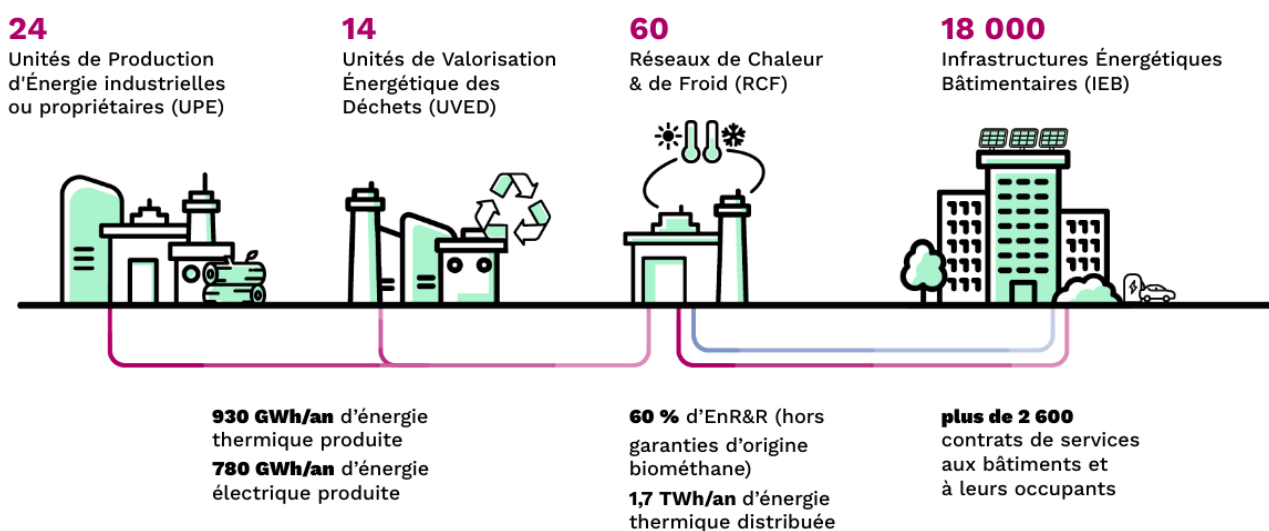 24
Unités de Production
d'Énergie industrielles
ou propriétaires (UPE)
14
Unités de Valorisation
Énergétique des
Déchets (UVED)
60
Réseaux de Chaleur
& de Froid (RCF)
18 000
Infrastructures Énergétiques
Bâtimentaires (IEB)
930 GWh/an d’énergie
thermique produite
780 GWh/an d’énergie
électrique produite
60 % d’EnR&R (hors
garanties d’origine
biométhane)
1,7 TWh/an d’énergie
thermique distribuée
plus de 2 600
contrats de services
aux bâtiments et
à leurs occupants